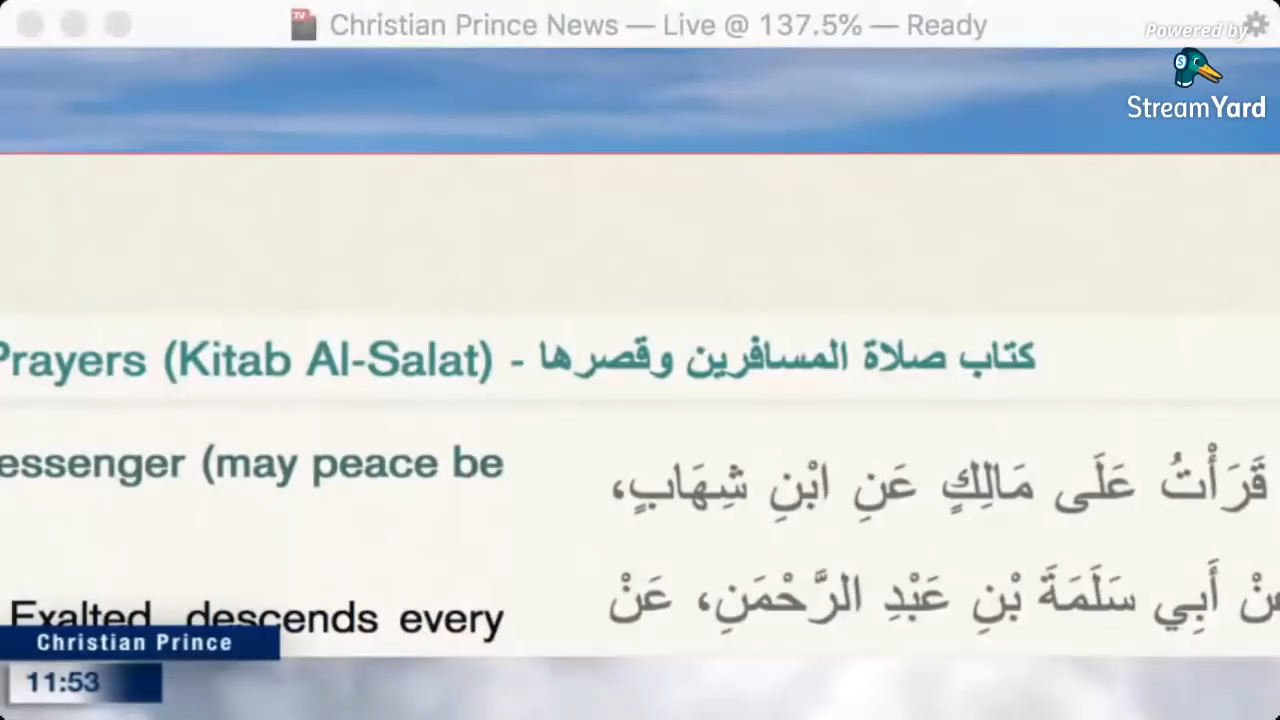 Christian Prince News — Live @ 137.5% — Ready
Powered by
StreamYard
Prayers (Kitab Al-Salat) - كتاب صلاة المسافرين وقصرها
essenger (may peace be
قَرَأْتُ عَلَى مَالِكٍ عَنِ ابْنِ شِهَابٍ،
نْ أَبِي سَلَمَةَ بْنِ عَبْدِ الرَّحْمَنِ، عَنْ
Exalted, descends every
Christian Prince
11:53